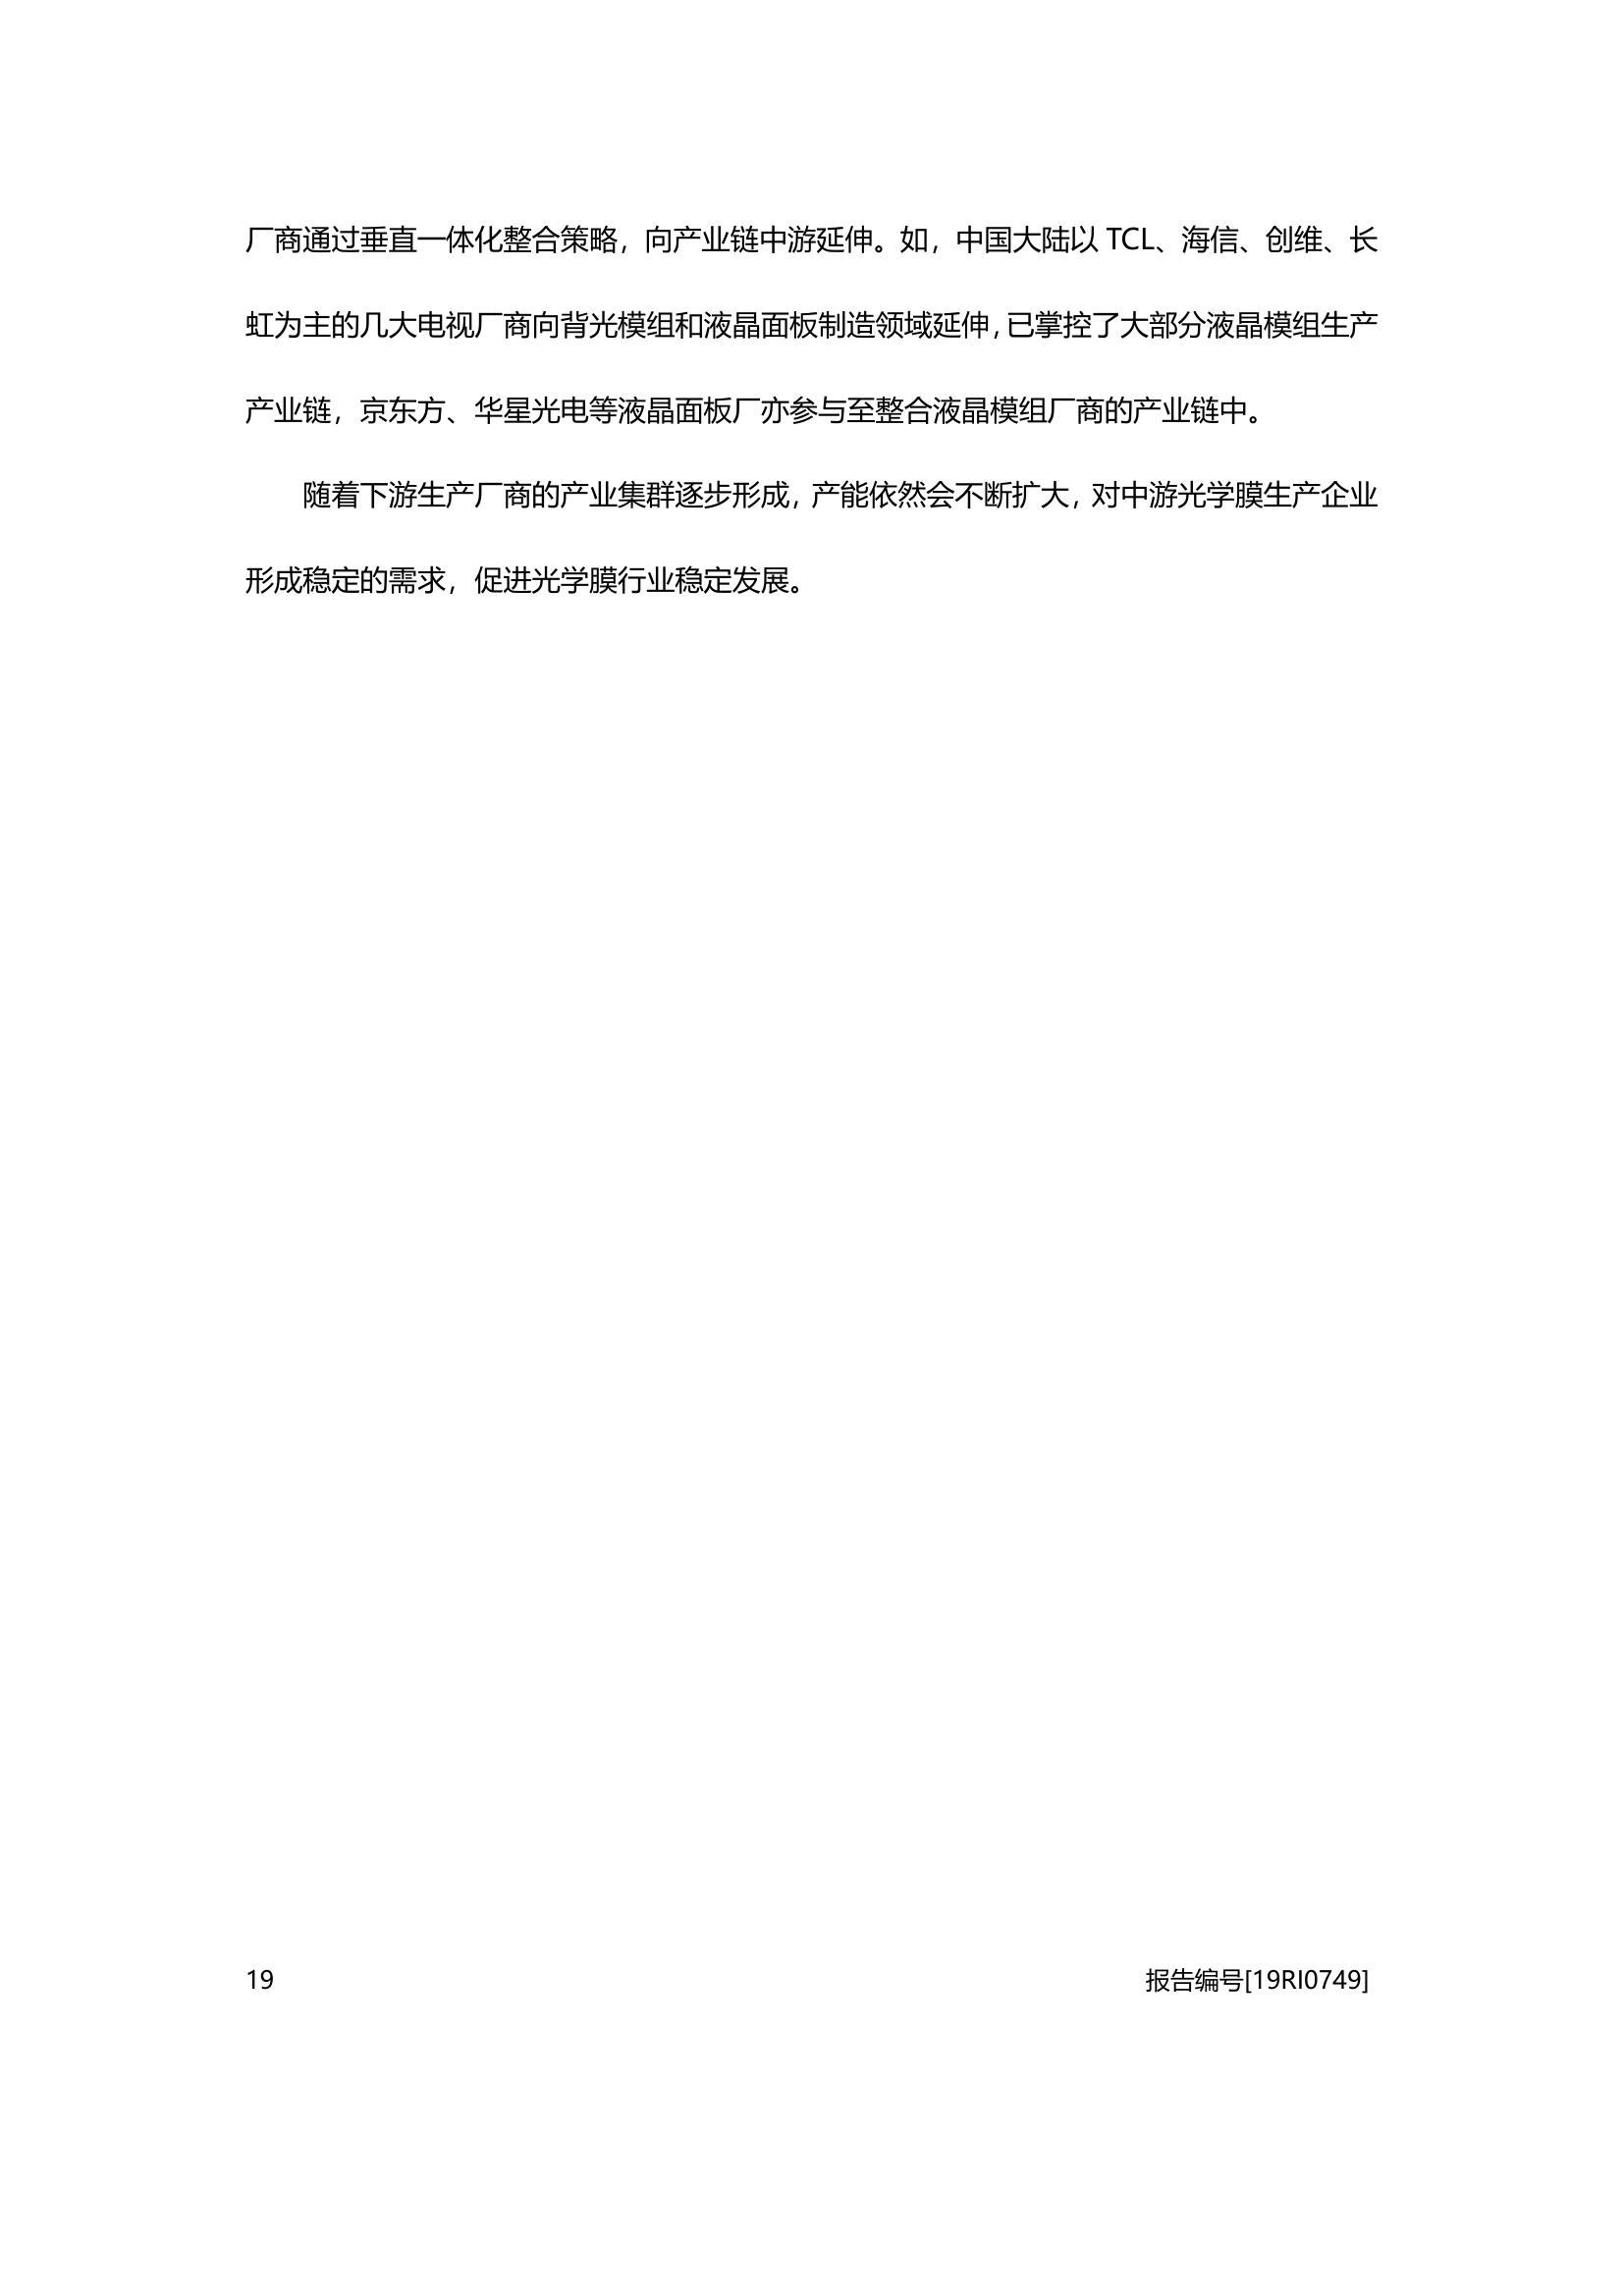 厂商通过垂直一体化整合策略，向产业链中游延伸。如，中国大陆以 TCL、海信、创维、长
虹为主的几大电视厂商向背光模组和液晶面板制造领域延伸，已掌控了大部分液晶模组生产
产业链，京东方、华星光电等液晶面板厂亦参与至整合液晶模组厂商的产业链中。
随着下游生产厂商的产业集群逐步形成，产能依然会不断扩大，对中游光学膜生产企业
形成稳定的需求，促进光学膜行业稳定发展。
19 报告编号[19RI0749]